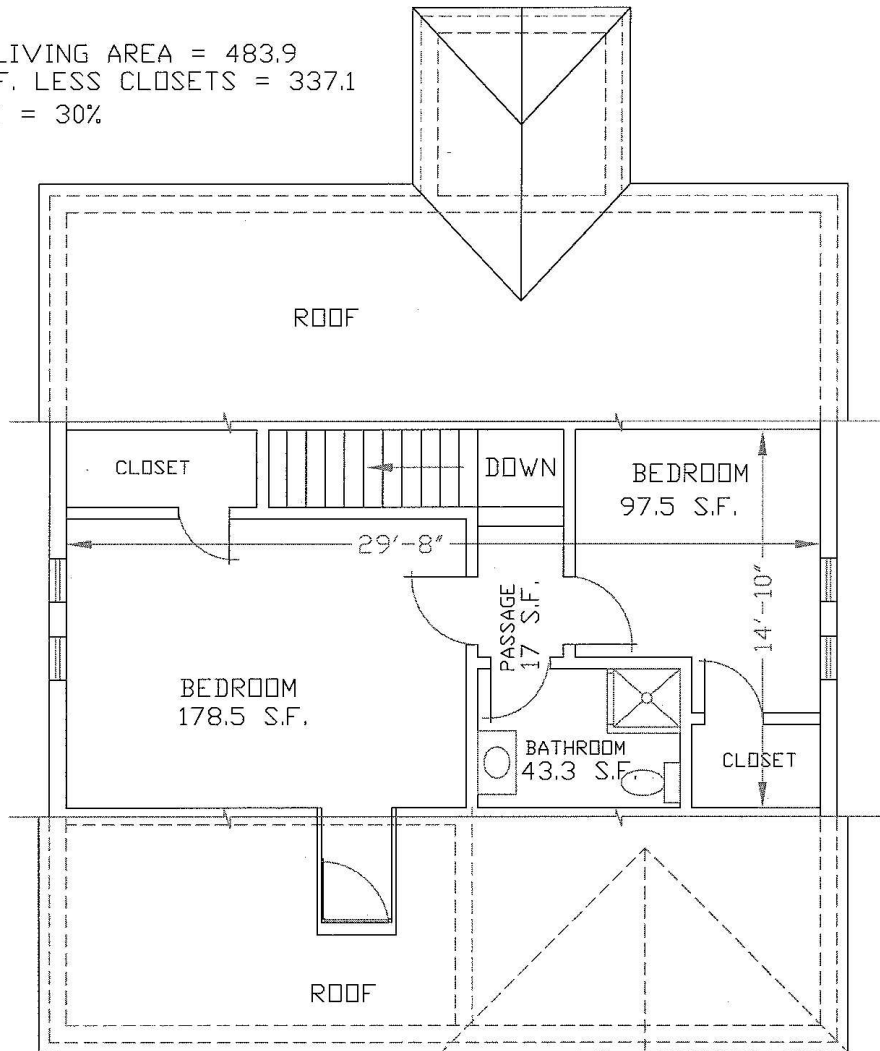 LIVING AREA = 483.9
F. LESS CLOSETS = 337.1
= 30%
ROOF
CLOSET
DOWN
BEDROOM
97.5 S.F.
29'-8"
PASSAGE
17 S.F.
14'-10"
BEDROOM
178.5 S.F.
BATHROOM
43.3 S.F.
CLOSET
ROOF